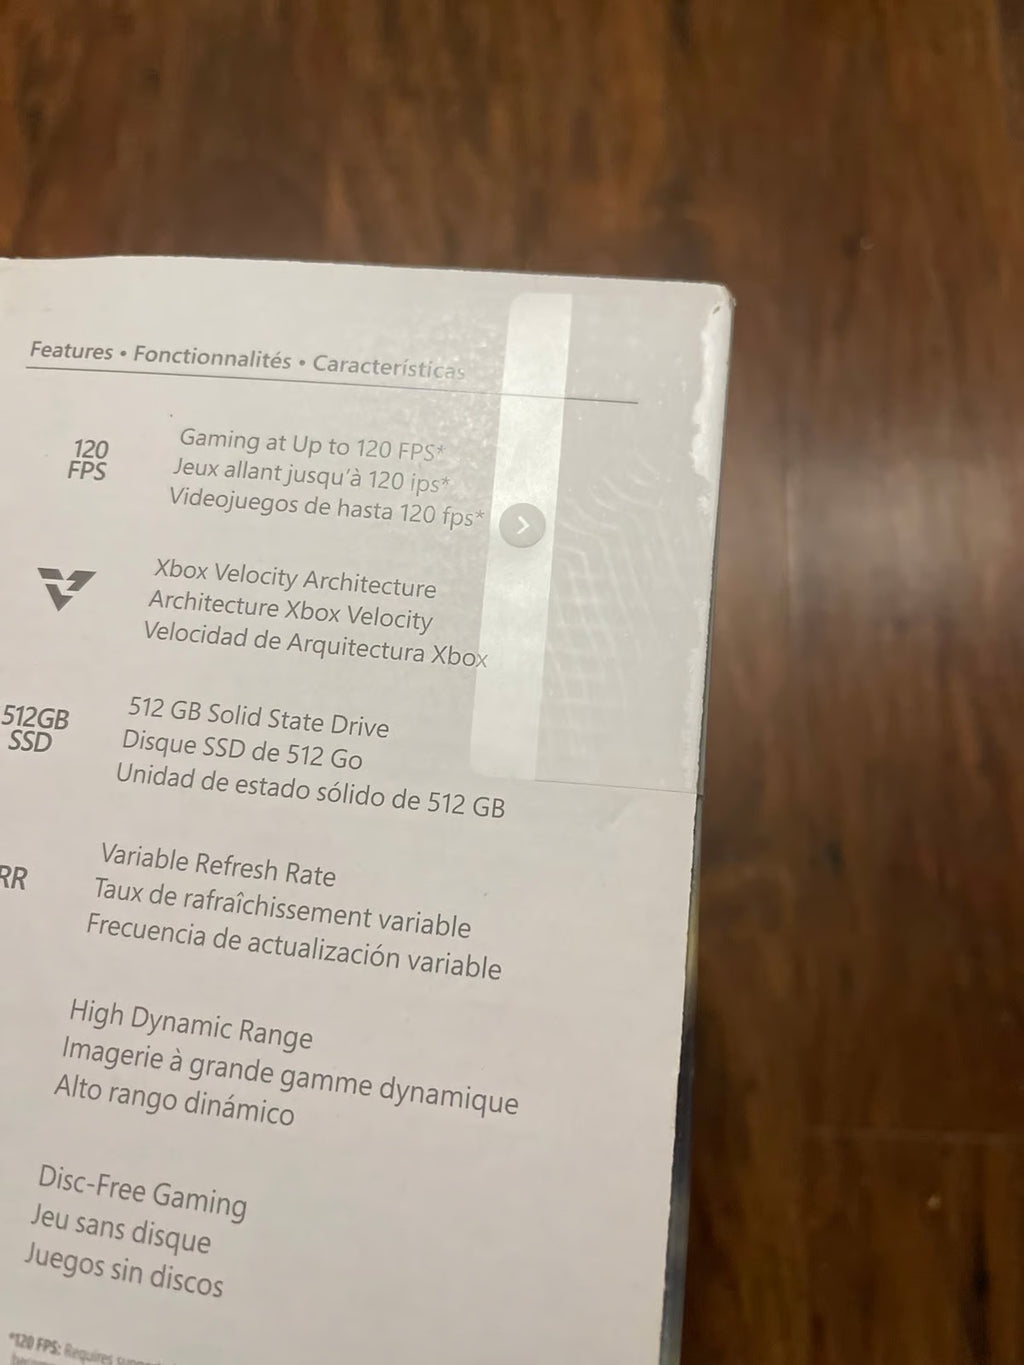 Features • Fonctionnalités • Características
120
FPS
Gaming at Up to 120 FPS*
Jeux allant jusqu'à 120 ips*
Videojuegos de hasta 120 fps*
Xbox Velocity Architecture
Architecture Xbox Velocity
Velocidad de Arquitectura Xbox
512GB
SSD
512 GB Solid State Drive
Disque SSD de 512 Go
Unidad de estado sólido de 512 GB
RR
Variable Refresh Rate
Taux de rafraîchissement variable
Frecuencia de actualización variable
High Dynamic Range
Imagerie à grande gamme dynamique
Alto rango dinámico
Disc-Free Gaming
Jeu sans disque
Juegos sin discos
*120 FPS: Requires